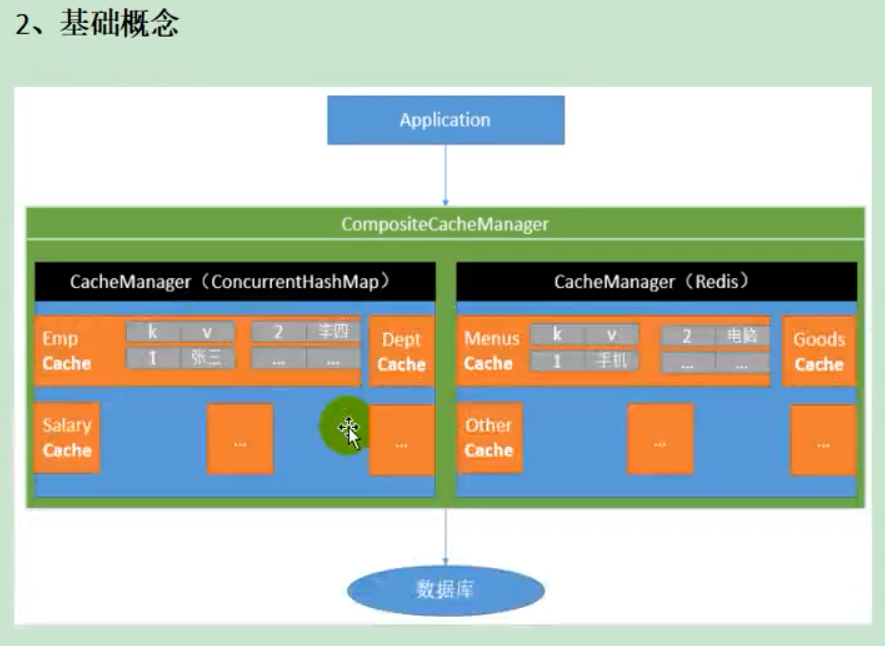 2、基础概念
Application
CompositeCacheManager
CacheManager（ConcurrentHashMap）
Emp
Cache
k v
1 张三
2 李四
... ...
Dept
Cache
Salary
Cache
...
...
CacheManager（Redis）
Menus
Cache
k v
1 手机
2 电脑
... ...
Goods
Cache
Other
Cache
...
...
数据库